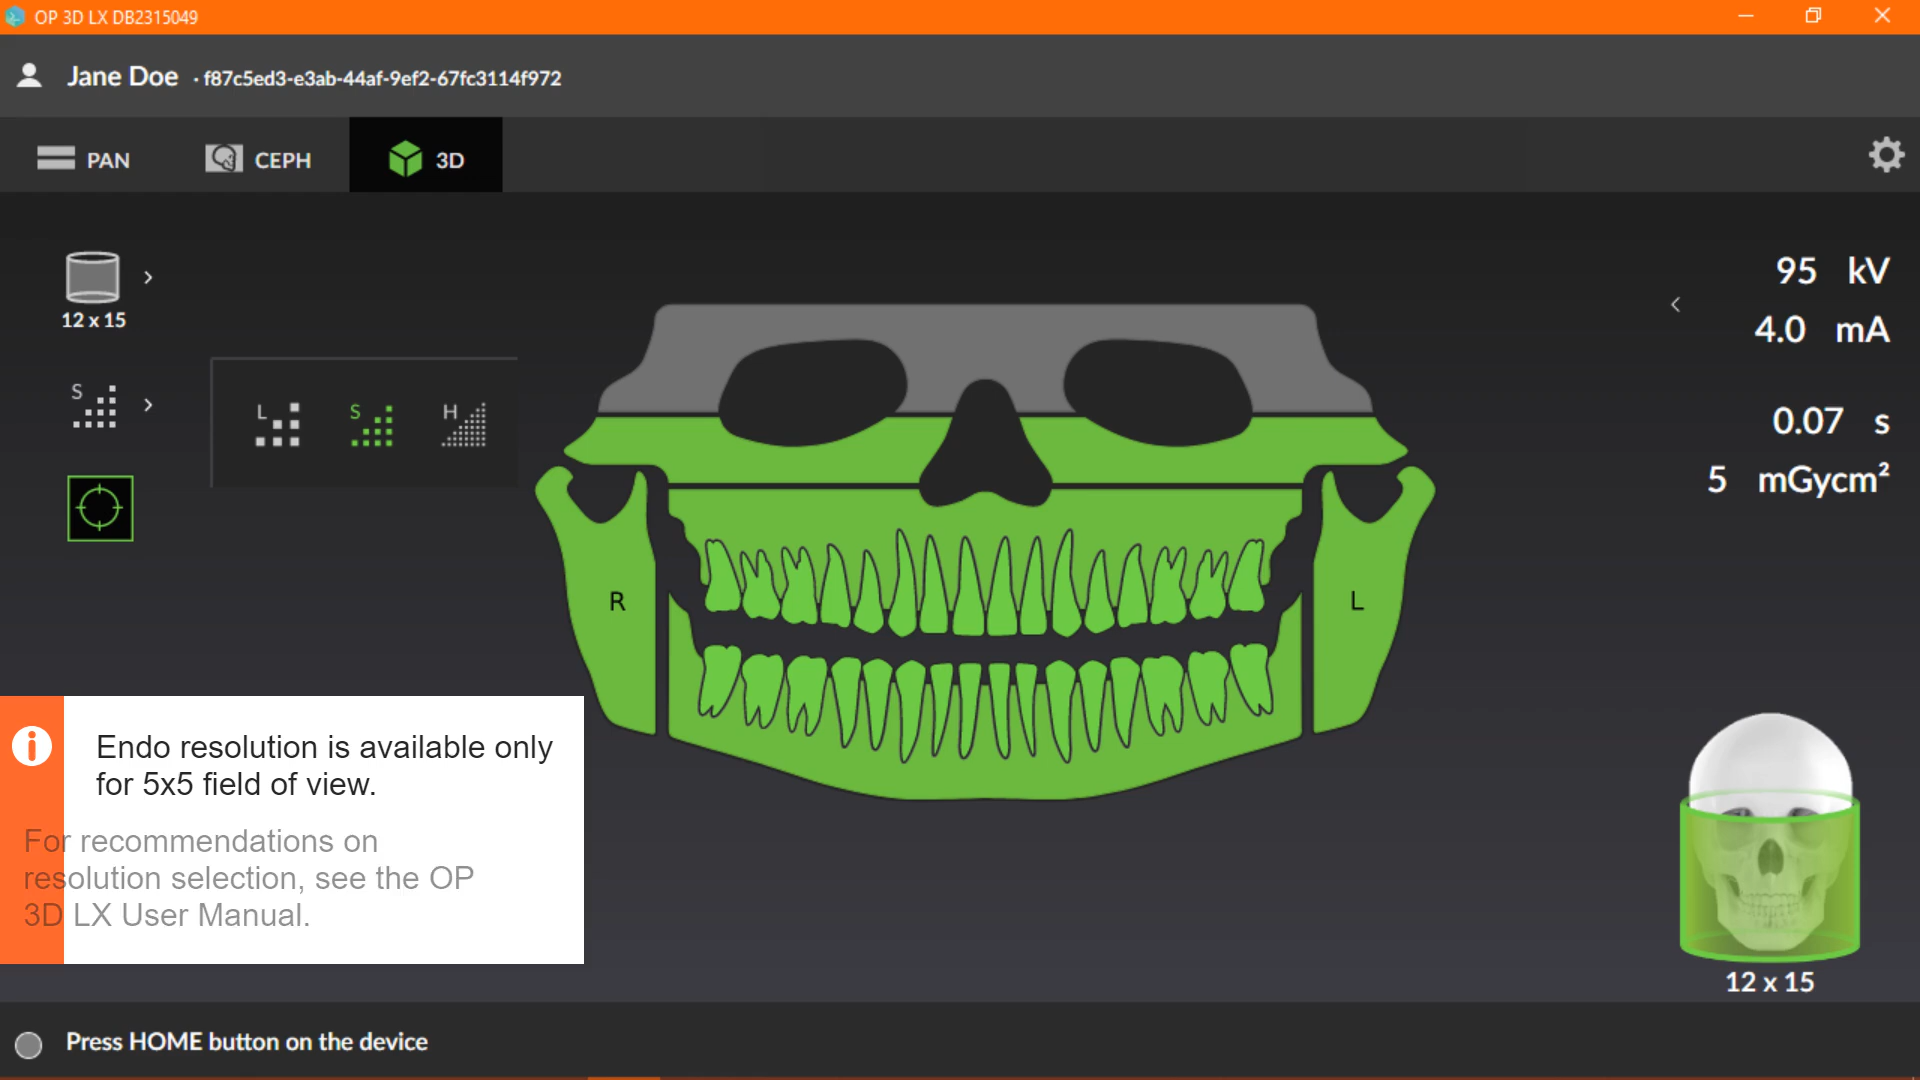 OP 3D LX DB2315049
Jane Doe · f87c5ed3-e3ab-44af-9ef2-67fc3114f972
PAN
CEPH
3D
12 x 15
S
L
S
H
95 kV
4.0 mA
0.07 s
5 mGycm²
R
L
Endo resolution is available only
for 5x5 field of view.
For recommendations on
resolution selection, see the OP
3D LX User Manual.
12 x 15
Press HOME button on the device